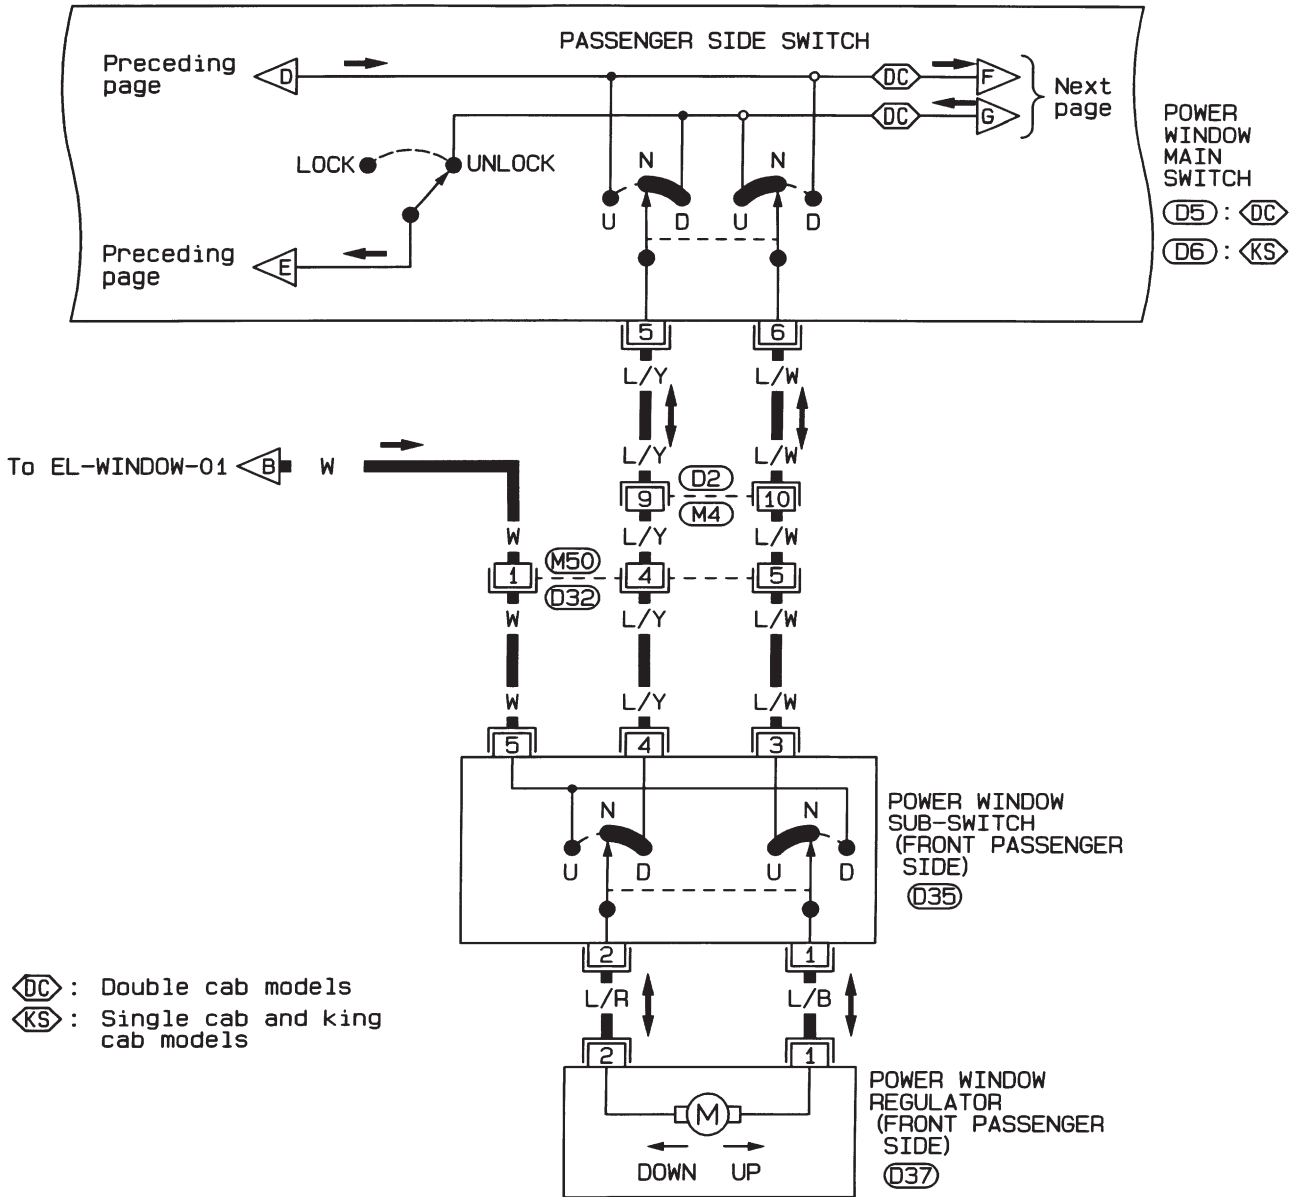 PASSENGER SIDE SWITCH
Preceding
page
D
DC
F
DC
G
Next
page
POWER
WINDOW
MAIN
SWITCH
D5 : DC
D6 : KS
LOCK
UNLOCK
N
U
D
N
U
D
Preceding
page
E
5
6
L/Y
L/W
To EL-WINDOW-01
B
W
L/Y
L/W
9
D2
M4
10
W
L/Y
L/W
1
M50
D32
4
5
W
L/Y
L/W
W
L/Y
L/W
5
4
3
N
U
D
N
U
D
POWER WINDOW
SUB-SWITCH
(FRONT PASSENGER
SIDE)
D35
2
1
L/R
L/B
2
1
DC : Double cab models
KS : Single cab and king
cab models
M
DOWN
UP
POWER WINDOW
REGULATOR
(FRONT PASSENGER
SIDE)
D37